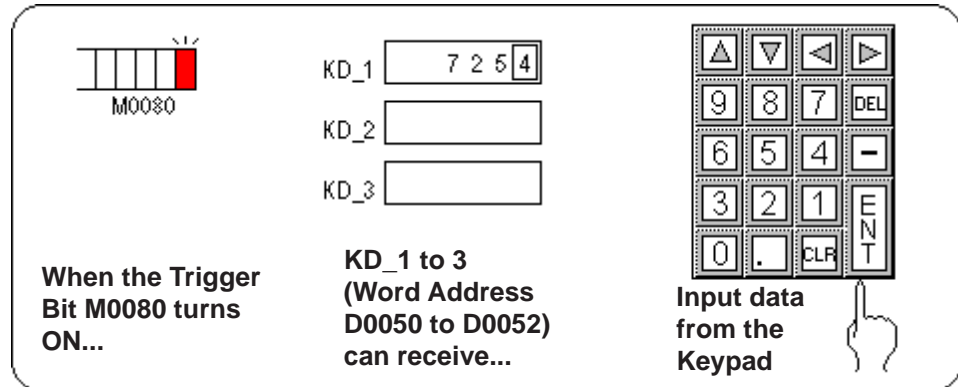 M0080
When the Trigger
Bit M0080 turns
ON...
KD_1 7 2 5 4
KD_2
KD_3
KD_1 to 3
(Word Address
D0050 to D0052)
can receive...
9 8 7 DEL
6 5 4 −
3 2 1 ENT
0 . CLR
Input data
from the
Keypad